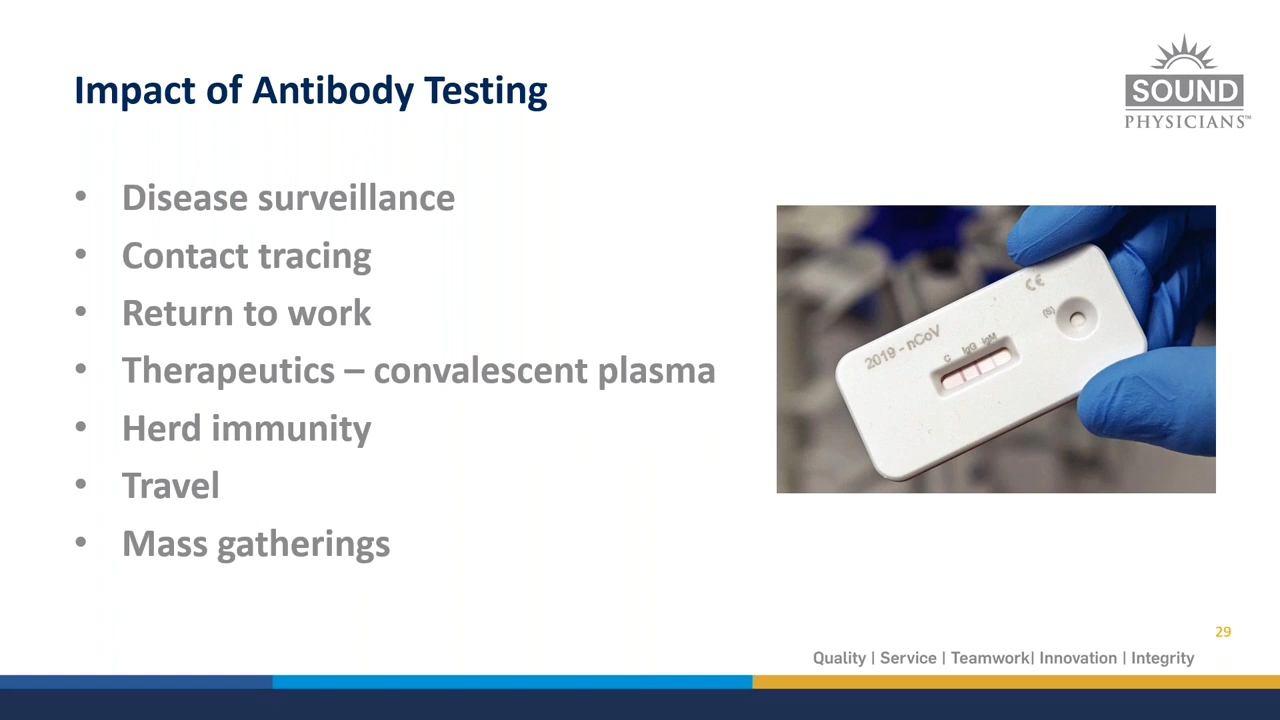 Impact of Antibody Testing
SOUND
PHYSICIANS™
• Disease surveillance
• Contact tracing
• Return to work
• Therapeutics – convalescent plasma
• Herd immunity
• Travel
• Mass gatherings
CE
(S)
2019 - nCoV
C IgG IgM
29
Quality | Service | Teamwork| Innovation | Integrity